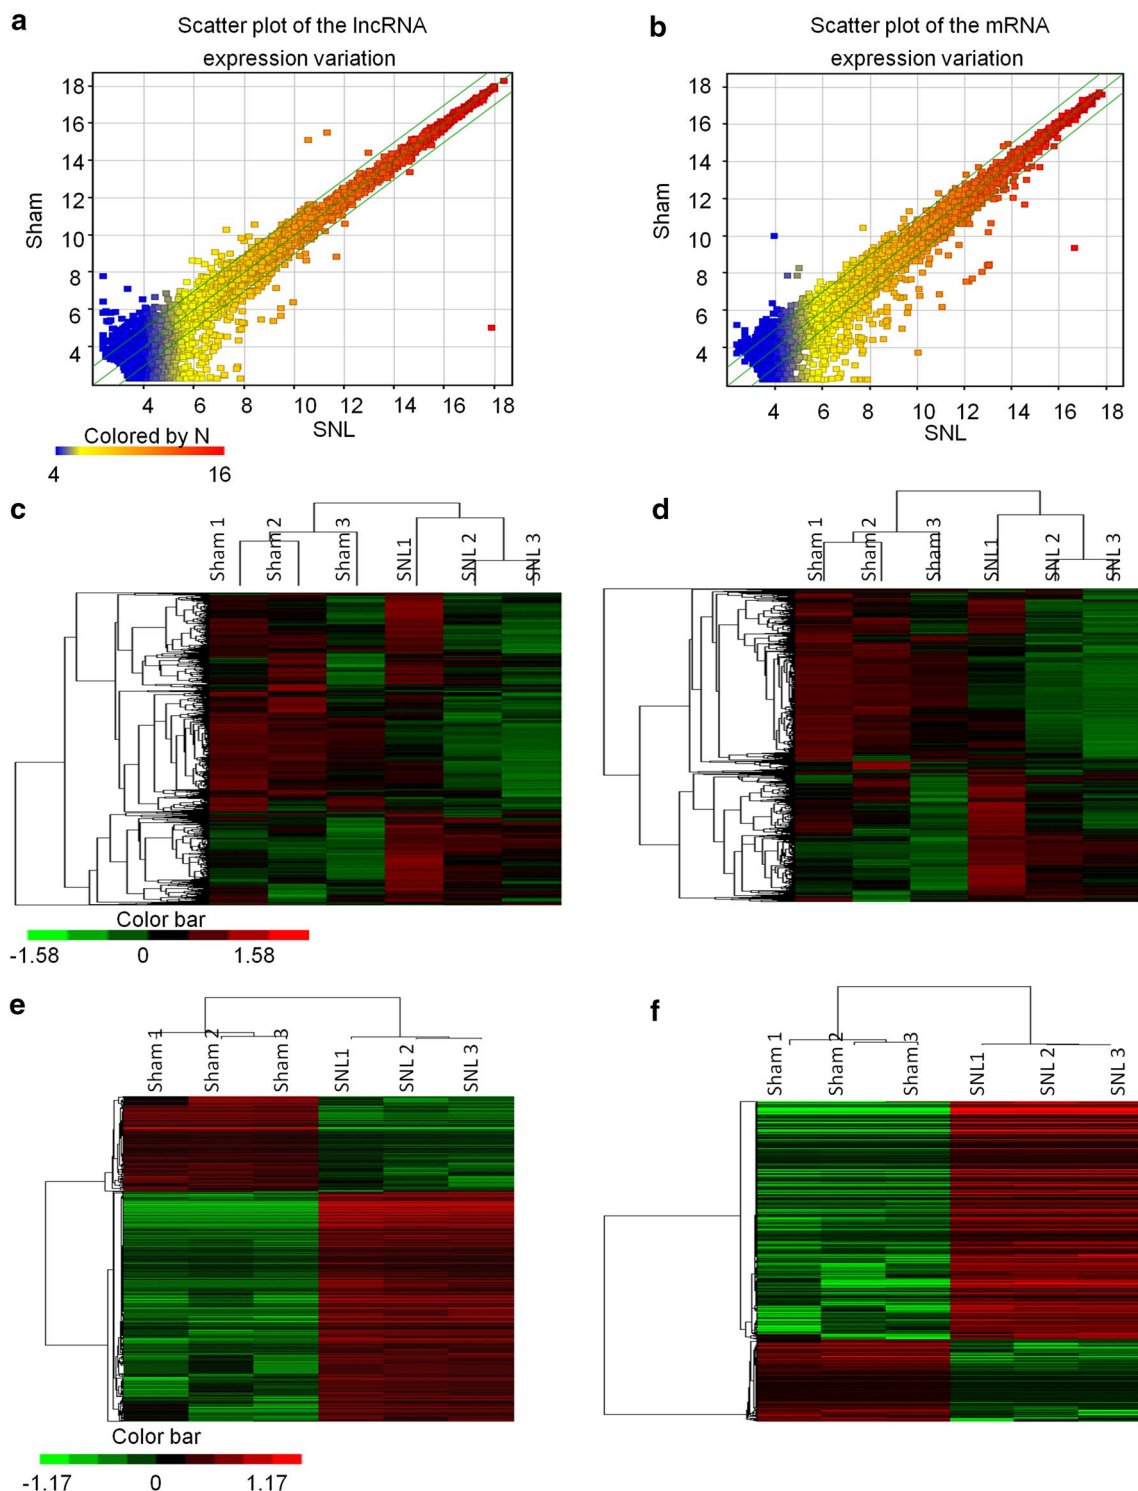 a
Scatter plot of the lncRNA
expression variation
Sham
18
16
14
12
10
8
6
4
4 6 8 10 12 14 16 18
SNL
Colored by N
4 16
b
Scatter plot of the mRNA
expression variation
Sham
18
16
14
12
10
8
6
4
4 6 8 10 12 14 16 18
SNL
c
Sham 1 Sham 2 Sham 3 SNL1 SNL 2 SNL 3
Color bar
-1.58 0 1.58
d
Sham 1 Sham 2 Sham 3 SNL1 SNL 2 SNL 3
e
Sham 1 Sham 2 Sham 3 SNL1 SNL 2 SNL 3
Color bar
-1.17 0 1.17
f
Sham 1 Sham 2 Sham 3 SNL1 SNL 2 SNL 3